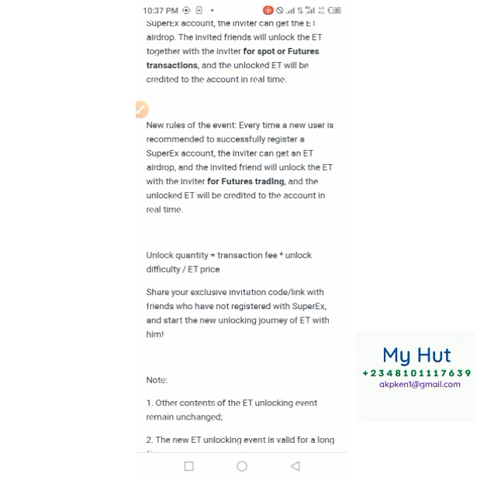 10:37 PM
SuperEx account, the inviter can get the ET
airdrop. The invited friends will unlock the ET
together with the inviter for spot or Futures
transactions, and the unlocked ET will be
credited to the account in real time.
New rules of the event: Every time a new user is
recommended to successfully register a
SuperEx account, the inviter can get an ET
airdrop, and the invited friend will unlock the ET
with the inviter for Futures trading, and the
unlocked ET will be credited to the account in
real time.
Unlock quantity = transaction fee * unlock
difficulty / ET price
Share your exclusive invitation code/link with
friends who have not registered with SuperEx,
and start the new unlocking journey of ET with
him!
My Hut
+2348101117639
akpken1@gmail.com
Note:
1. Other contents of the ET unlocking event
remain unchanged;
2. The new ET unlocking event is valid for a long